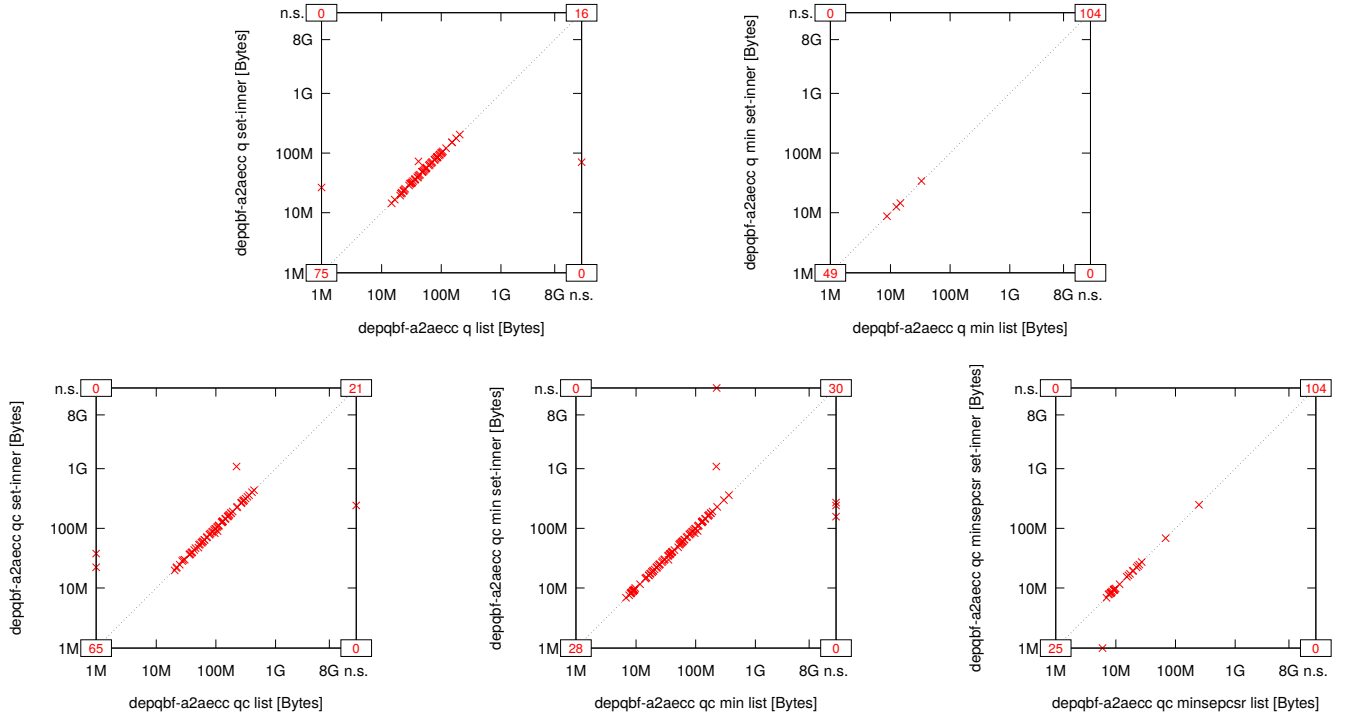 n.s. 0 16
8G
1G
100M
10M
1M 75 0
1M 10M 100M 1G 8G n.s.
depqbf-a2aecc q list [Bytes]
depqbf-a2aecc q set-inner [Bytes]
n.s. 0 104
8G
1G
100M
10M
1M 49 0
1M 10M 100M 1G 8G n.s.
depqbf-a2aecc q min list [Bytes]
depqbf-a2aecc q min set-inner [Bytes]
n.s. 0 21
8G
1G
100M
10M
1M 65 0
1M 10M 100M 1G 8G n.s.
depqbf-a2aecc qc list [Bytes]
depqbf-a2aecc qc set-inner [Bytes]
n.s. 0 30
8G
1G
100M
10M
1M 28 0
1M 10M 100M 1G 8G n.s.
depqbf-a2aecc qc min list [Bytes]
depqbf-a2aecc qc min set-inner [Bytes]
n.s. 0 104
8G
1G
100M
10M
1M 25 0
1M 10M 100M 1G 8G n.s.
depqbf-a2aecc qc minsepcsr list [Bytes]
depqbf-a2aecc qc minsepcsr set-inner [Bytes]